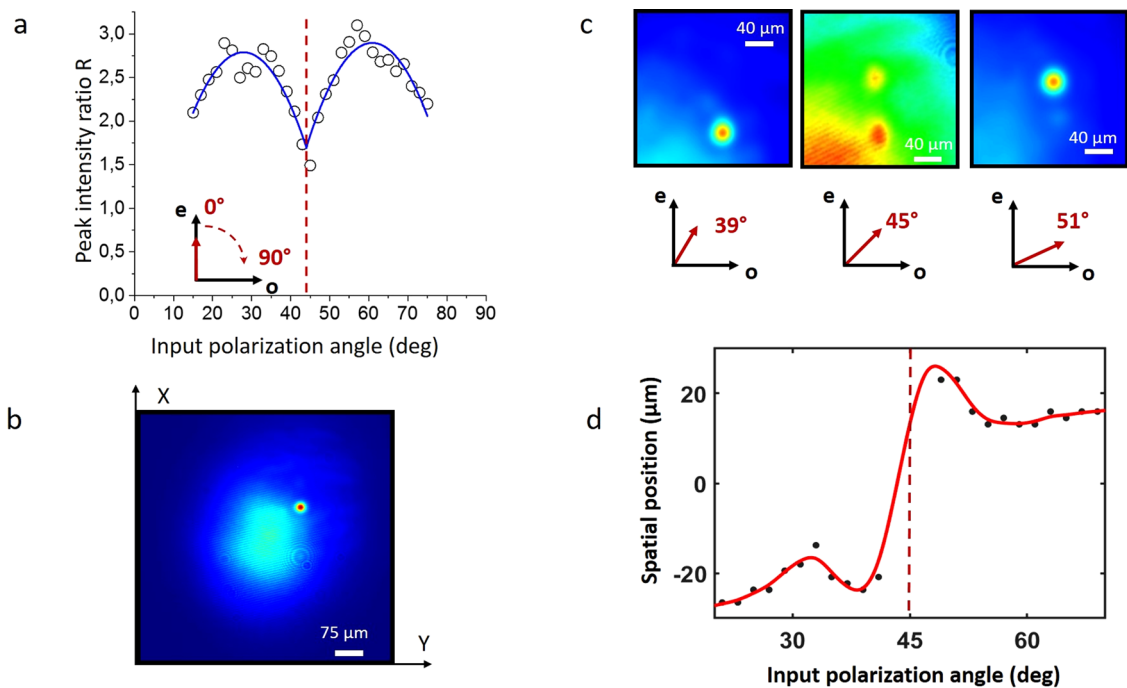 a
Peak intensity ratio R
3,0
2,5
2,0
1,5
1,0
0,5
0,0
e
0°
90°
o
0 10 20 30 40 50 60 70 80 90
Input polarization angle (deg)
b
X
75 µm
Y
c
40 µm
40 µm
40 µm
e
39°
o
e
45°
o
e
51°
o
d
Spatial position (µm)
20
0
-20
30 45 60
Input polarization angle (deg)